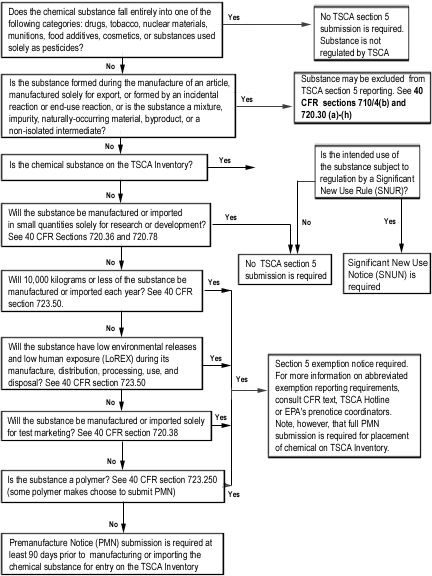 Does the chemical substance fall entirely into one of the
following categories: drugs, tobacco, nuclear materials,
munitions, food additives, cosmetics, or substances used
solely as pesticides?
Yes
No TSCA section 5
submission is required.
Substance is not
regulated by TSCA
No
Is the substance formed during the manufacture of an article,
manufactured solely for export, or formed by an incidental
reaction or end-use reaction, or is the substance a mixture,
impurity, naturally-occurring material, byproduct, or a
non-isolated intermediate?
Yes
Substance may be excluded from
TSCA section 5 reporting. See 40
CFR sections 710/4(b) and
720.30 (a)-(h)
No
Is the chemical substance on the TSCA Inventory?
Yes
Is the intended use of
the substance subject to
regulation by a Significant
New Use Rule (SNUR)?
No
Will the substance be manufactured or imported
in small quantities solely for research or development?
See 40 CFR Sections 720.36 and 720.78
Yes
No
Yes
No TSCA section 5
submission is required
Significant New Use
Notice (SNUN) is
required
No
Will 10,000 kilograms or less of the substance be
manufactured or imported each year? See 40 CFR
section 723.50.
Yes
No
Will the substance have low environmental releases
and low human exposure (LoREX) during its
manufacture, distribution, processing, use, and
disposal? See 40 CFR section 723.50
Yes
Yes
Section 5 exemption notice required.
For more information on abbreviated
exemption reporting requirements,
consult CFR text, TSCA Hotline
or EPA's prenotice coordinators.
Note, however, that full PMN
submission is required for placement
of chemical on TSCA Inventory.
No
Will the substance be manufactured or imported solely
for test marketing? See 40 CFR section 720.38
Yes
No
Is the substance a polymer? See 40 CFR section 723.250
(some polymer makes choose to submit PMN)
Yes
No
Premanufacture Notice (PMN) submission is required at
least 90 days prior to manufacturing or importing the
chemical substance for entry on the TSCA Inventory